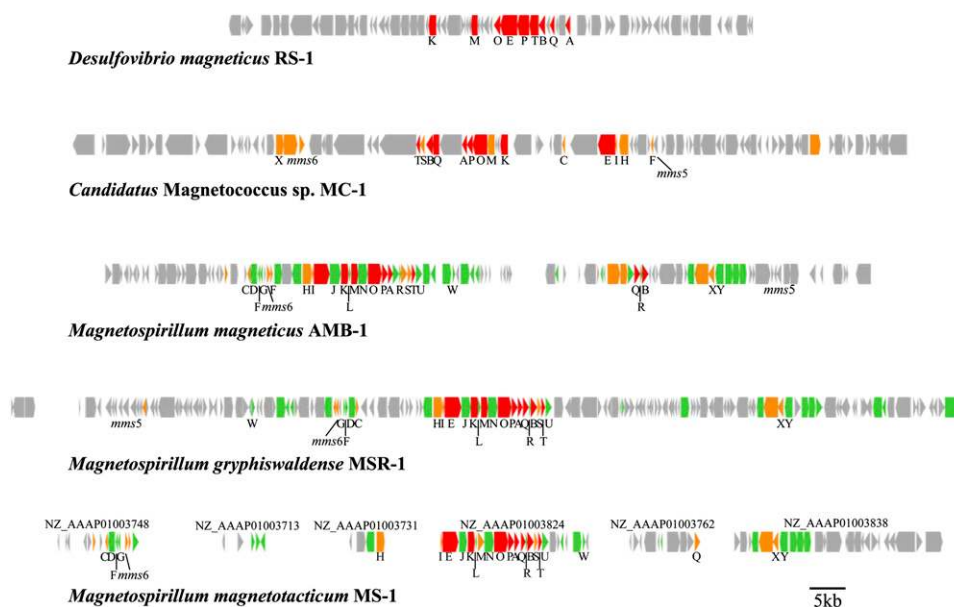 K M O E P T B Q A
Desulfovibrio magneticus RS-1
X mms6 T S B Q A P O M K C E I H F mms5
Candidatus Magnetococcus sp. MC-1
C D G F H I J K M N O P A R S T U W Q B X Y mms5
F mms6 L R
Magnetospirillum magneticus AMB-1
mms5 W mms6 G D C H I E J K M N O P A Q B S U X Y
F L R T
Magnetospirillum gryphiswaldense MSR-1
NZ_AAAP01003748 NZ_AAAP01003713 NZ_AAAP01003731 NZ_AAAP01003824 NZ_AAAP01003762 NZ_AAAP01003838
C D G mms6 H I E J K M N O P A Q B S U W Q X Y
F L R T
Magnetospirillum magnetotacticum MS-1
5kb